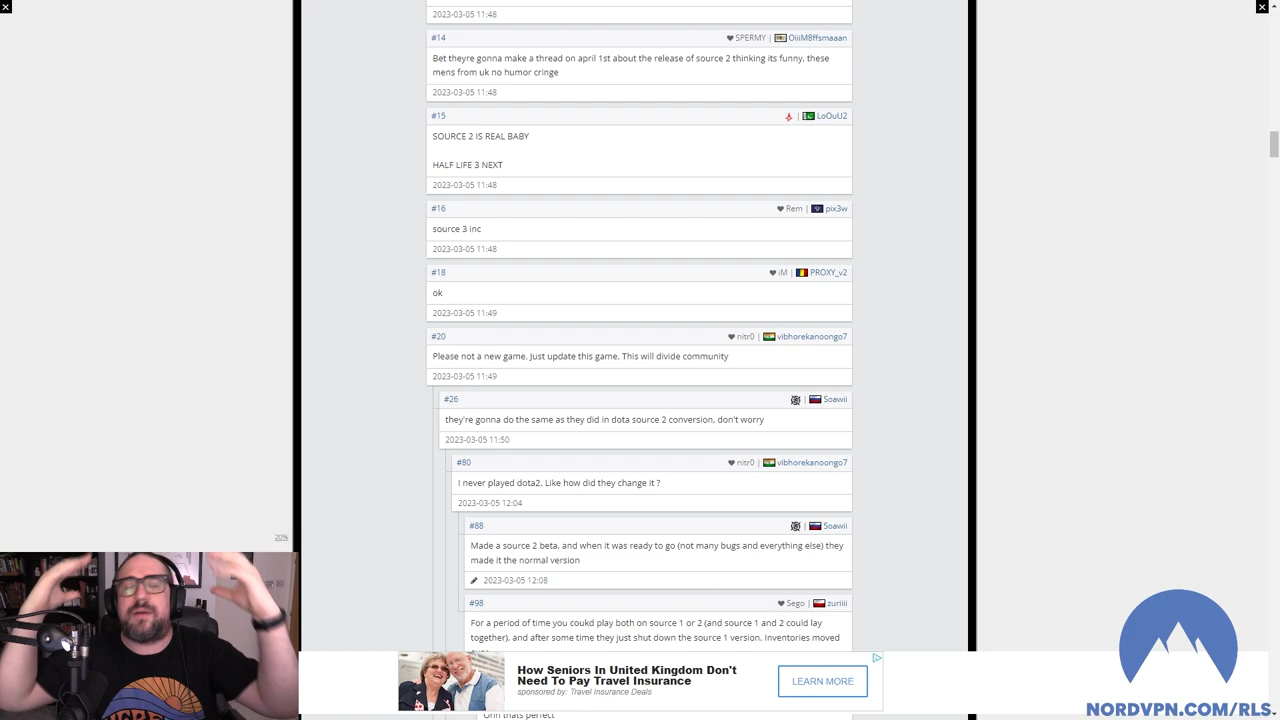 2023-03-05 11:48
#14
SPERMY | OiiiM8ffsmaaan
Bet theyre gonna make a thread on april 1st about the release of source 2 thinking its funny. these
mens from uk no humor cringe
2023-03-05 11:48
#15
| LoOuU2
SOURCE 2 IS REAL BABY
HALF LIFE 3 NEXT
2023-03-05 11:48
#16
Rem | pix3w
source 3 inc
2023-03-05 11:48
#18
iM | PROXY_v2
ok
2023-03-05 11:49
#20
nitr0 | vibhorekanoongo7
Please not a new game. Just update this game. This will divide community
2023-03-05 11:49
#26
| Soawii
they're gonna do the same as they did in dota source 2 conversion, don't worry
2023-03-05 11:50
#80
nitr0 | vibhorekanoongo7
I never played dota2. Like how did they change it ?
2023-03-05 12:04
#88
| Soawii
Made a source 2 beta, and when it was ready to go (not many bugs and everything else) they
made it the normal version
2023-03-05 12:08
#98
Sego | zuriiii
For a period of time you coukd play both on source 1 or 2 (and source 1 and 2 could lay
together), and after some time they just shut down the source 1 version. Inventories moved
20%
How Seniors In United Kingdom Don't
Need To Pay Travel Insurance
sponsored by: Travel Insurance Deals
LEARN MORE
Ohh thats perfect
NORDVPN.COM/RLS